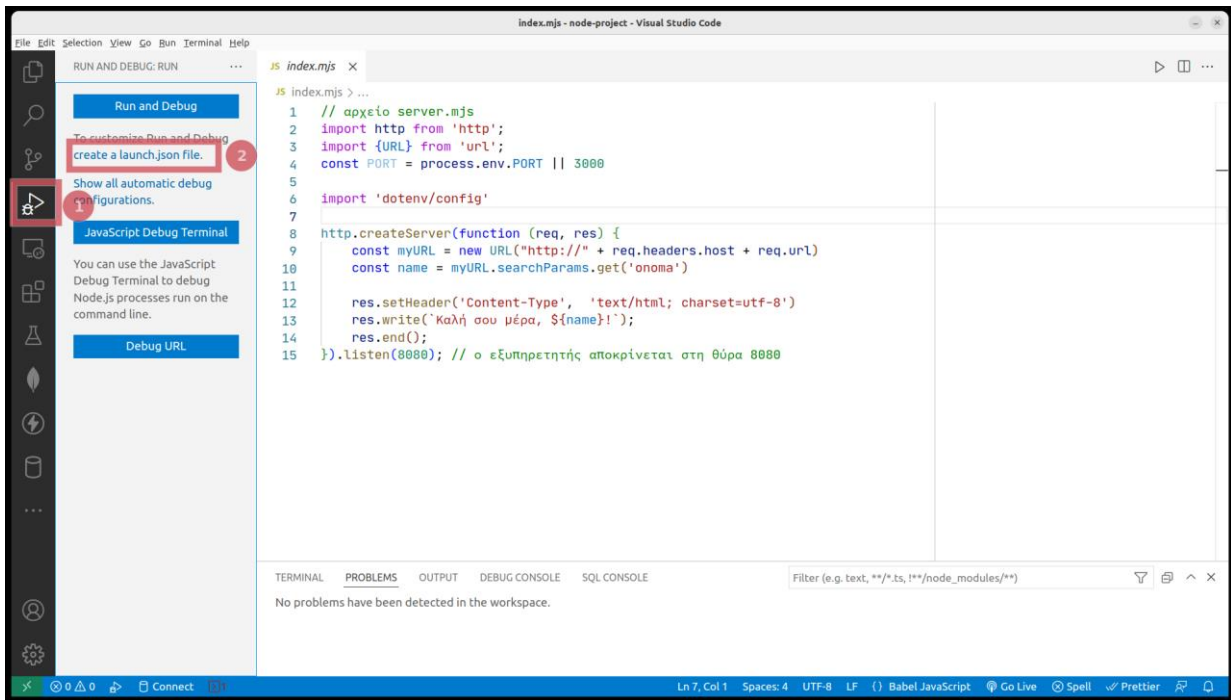 index.mjs - node-project - Visual Studio Code
File Edit Selection View Go Run Terminal Help
RUN AND DEBUG: RUN ...
Run and Debug
To customize Run and Debug
create a launch.json file.
2
Show all automatic debug
configurations.
1
JavaScript Debug Terminal
You can use the JavaScript
Debug Terminal to debug
Node.js processes run on the
command line.
Debug URL
JS index.mjs ×
JS index.mjs > ...
1 // αρχείο server.mjs
2 import http from 'http';
3 import {URL} from 'url';
4 const PORT = process.env.PORT || 3000
5
6 import 'dotenv/config'
7
8 http.createServer(function (req, res) {
9     const myURL = new URL("http://" + req.headers.host + req.url)
10     const name = myURL.searchParams.get('onoma')
11
12     res.setHeader('Content-Type',  'text/html; charset=utf-8')
13     res.write(`Καλή σου μέρα, ${name}!`);
14     res.end();
15 }).listen(8080); // ο εξυπηρετητής αποκρίνεται στη θύρα 8080
TERMINAL PROBLEMS OUTPUT DEBUG CONSOLE SQL CONSOLE
Filter (e.g. text, **/*.ts, !**/node_modules/**)
No problems have been detected in the workspace.
0 0 Connect
Ln 7, Col 1 Spaces: 4 UTF-8 LF {} Babel JavaScript Go Live Spell Prettier